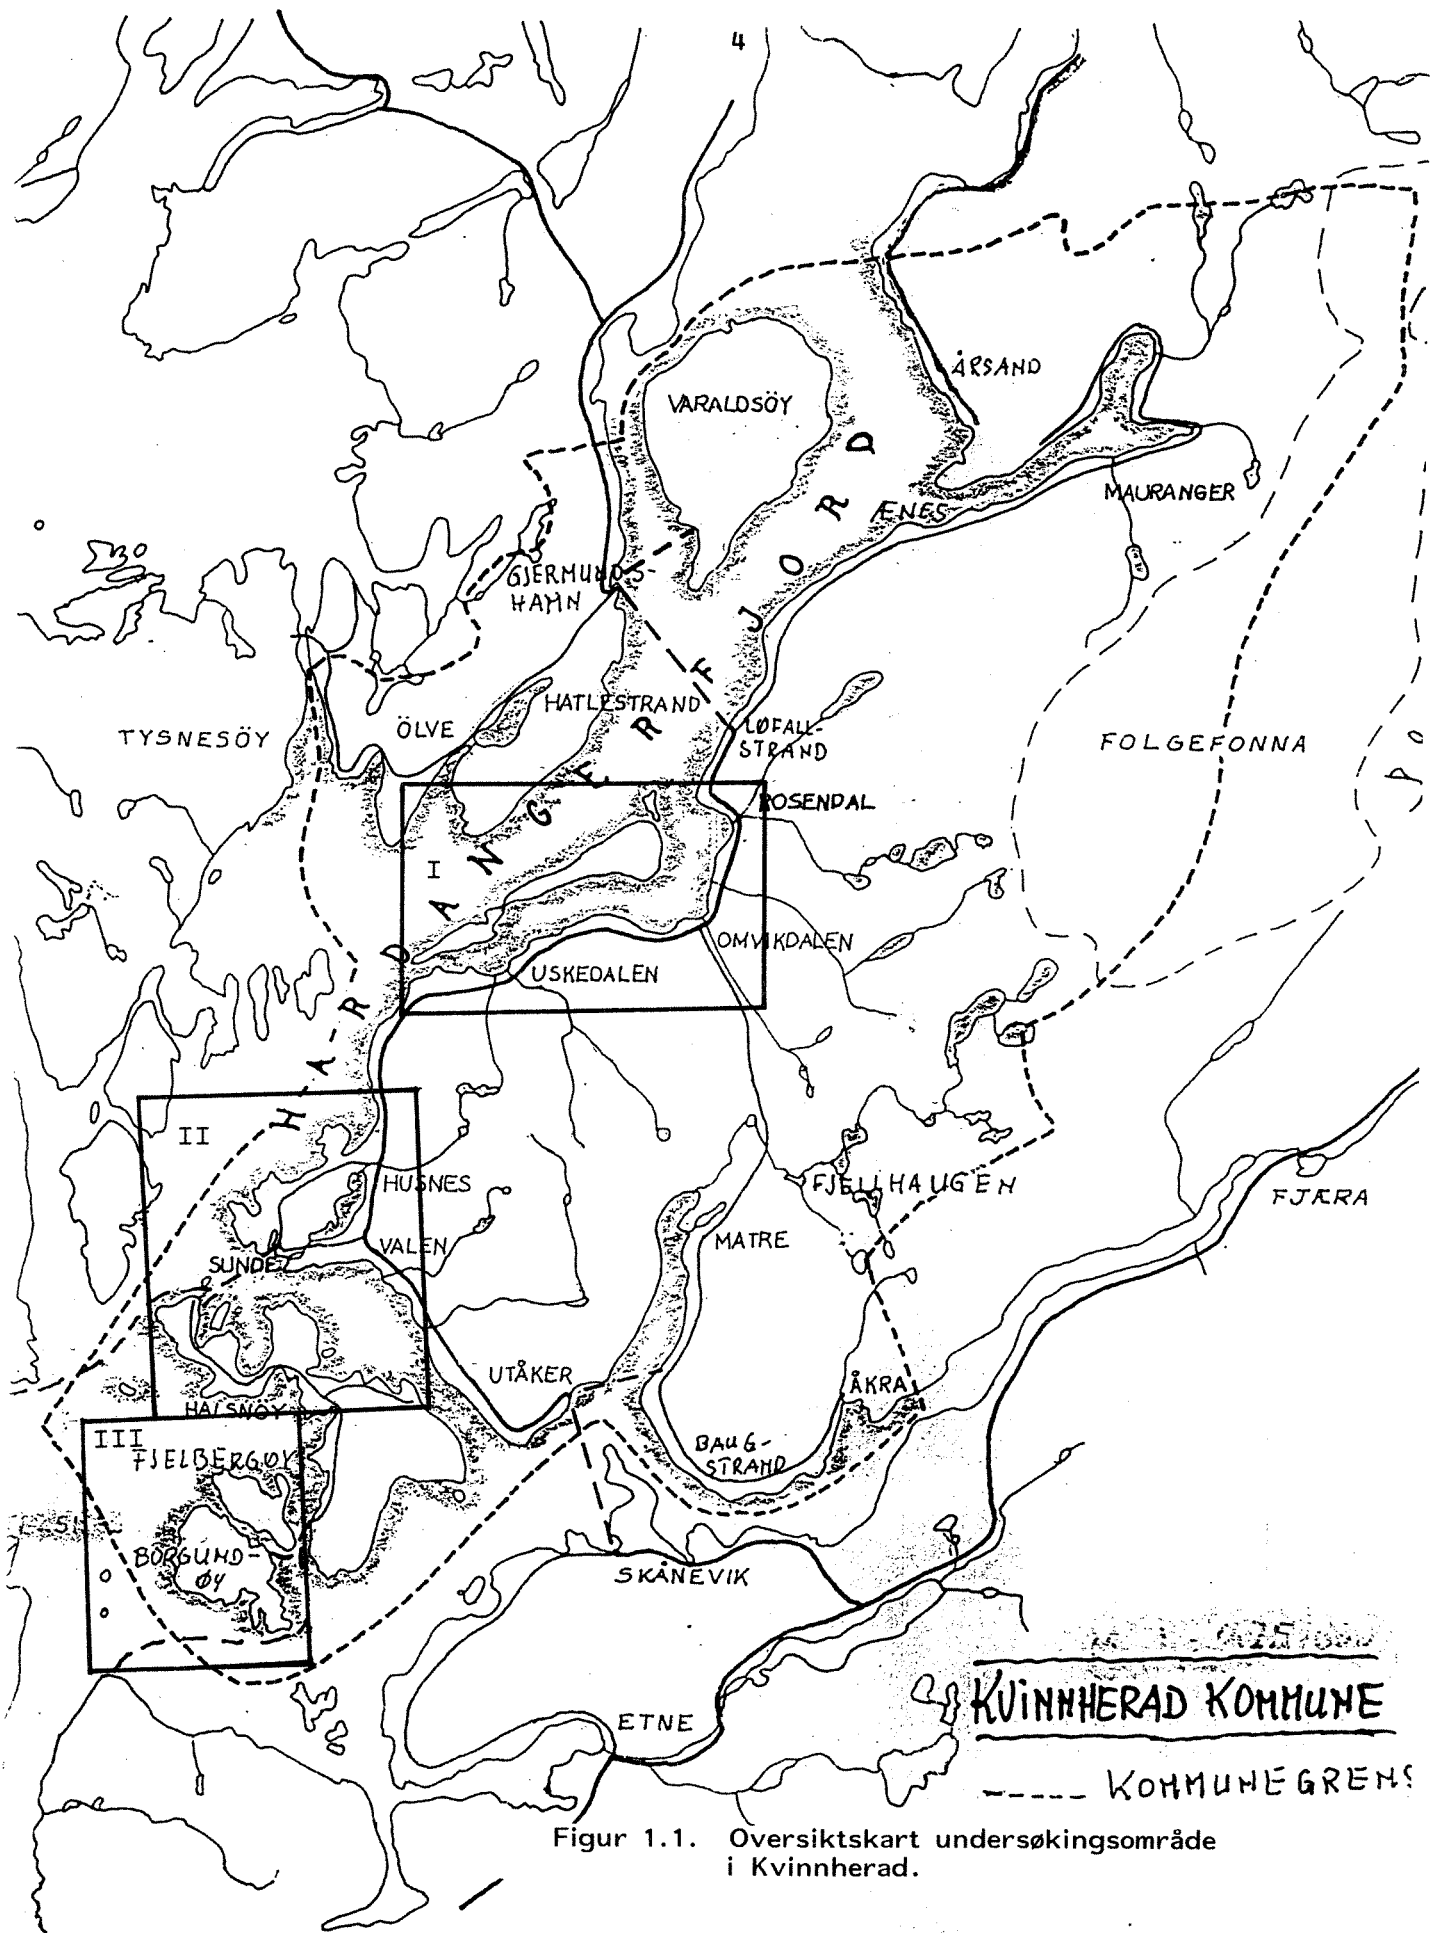 4
ÅRSAND
VARALDSÖY
MAURANGER
ÆNES
GJERMUNDS-
HAMN
HATLESTRAND
TYSNESÖY
ÖLVE
LØFALL-
STRAND
FOLGEFONNA
ROSENDAL
I
HARDANGERFJORD
OMVIKDALEN
USKEDALEN
II
HUSNES
FJELLHAUGEN
FJÆRA
VALEN
MATRE
SUNDE
UTÅKER
ÅKRA
HALSNÖY
III
FJELBERGØY
BAUG-
STRAND
BORGUND-
ØY
SKÅNEVIK
KVINNHERAD KOMMUNE
ETNE
KOMMUNEGRENS
Figur 1.1. Oversiktskart undersøkingsområde
i Kvinnherad.